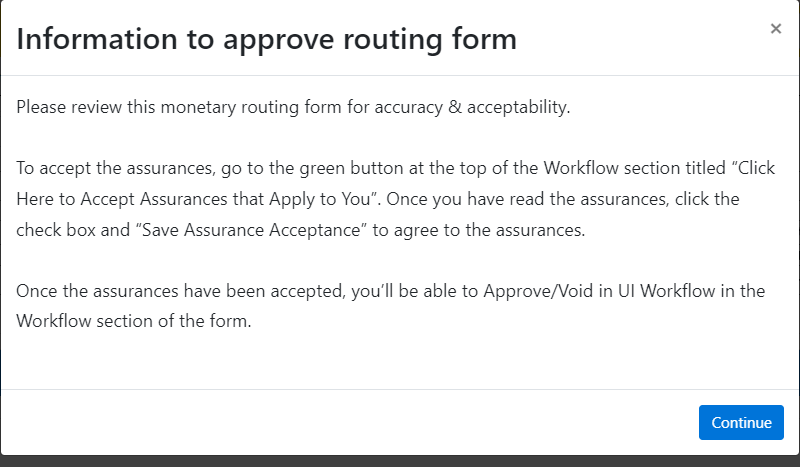 Information to approve routing form
×
Please review this monetary routing form for accuracy & acceptability.
To accept the assurances, go to the green button at the top of the Workflow section titled “Click
Here to Accept Assurances that Apply to You”. Once you have read the assurances, click the
check box and “Save Assurance Acceptance” to agree to the assurances.
Once the assurances have been accepted, you’ll be able to Approve/Void in UI Workflow in the
Workflow section of the form.
Continue